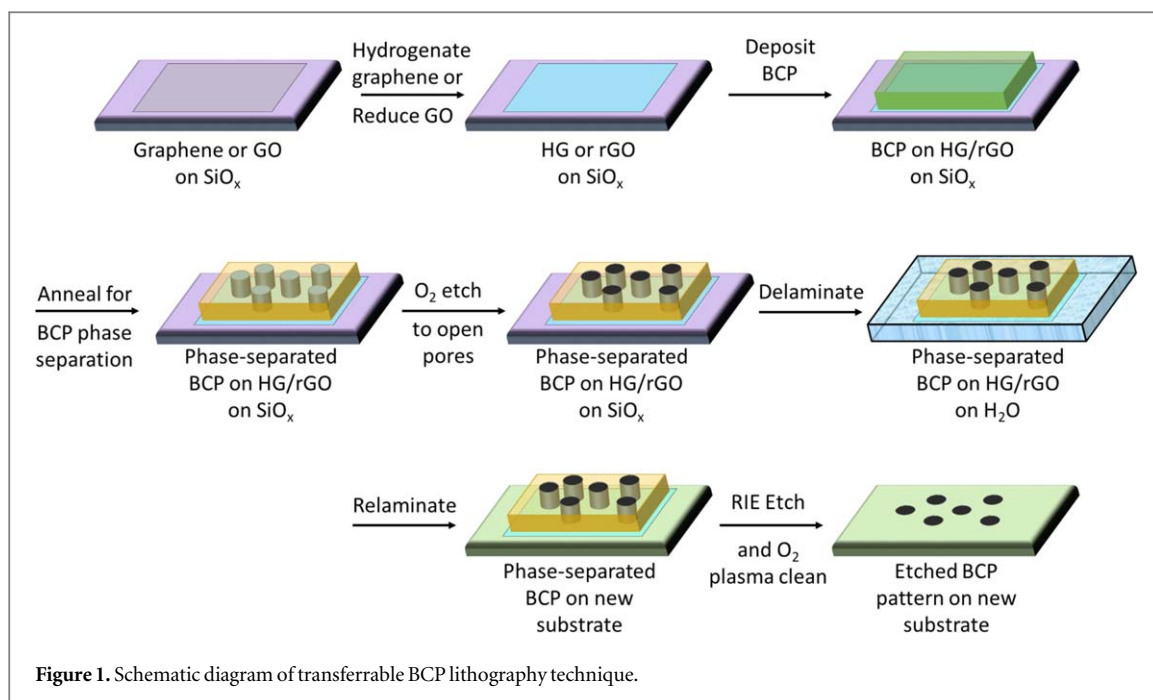 Hydrogenate
graphene or
Reduce GO
Deposit
BCP
Graphene or GO
on SiOₓ
HG or rGO
on SiOₓ
BCP on HG/rGO
on SiOₓ
Anneal for
BCP phase
separation
O₂ etch
to open
pores
Delaminate
Phase-separated
BCP on HG/rGO
on SiOₓ
Phase-separated
BCP on HG/rGO
on SiOₓ
Phase-separated
BCP on HG/rGO
on H₂O
Relaminate
RIE Etch
and O₂
plasma clean
Phase-separated
BCP on new
substrate
Etched BCP
pattern on new
substrate
Figure 1. Schematic diagram of transferrable BCP lithography technique.